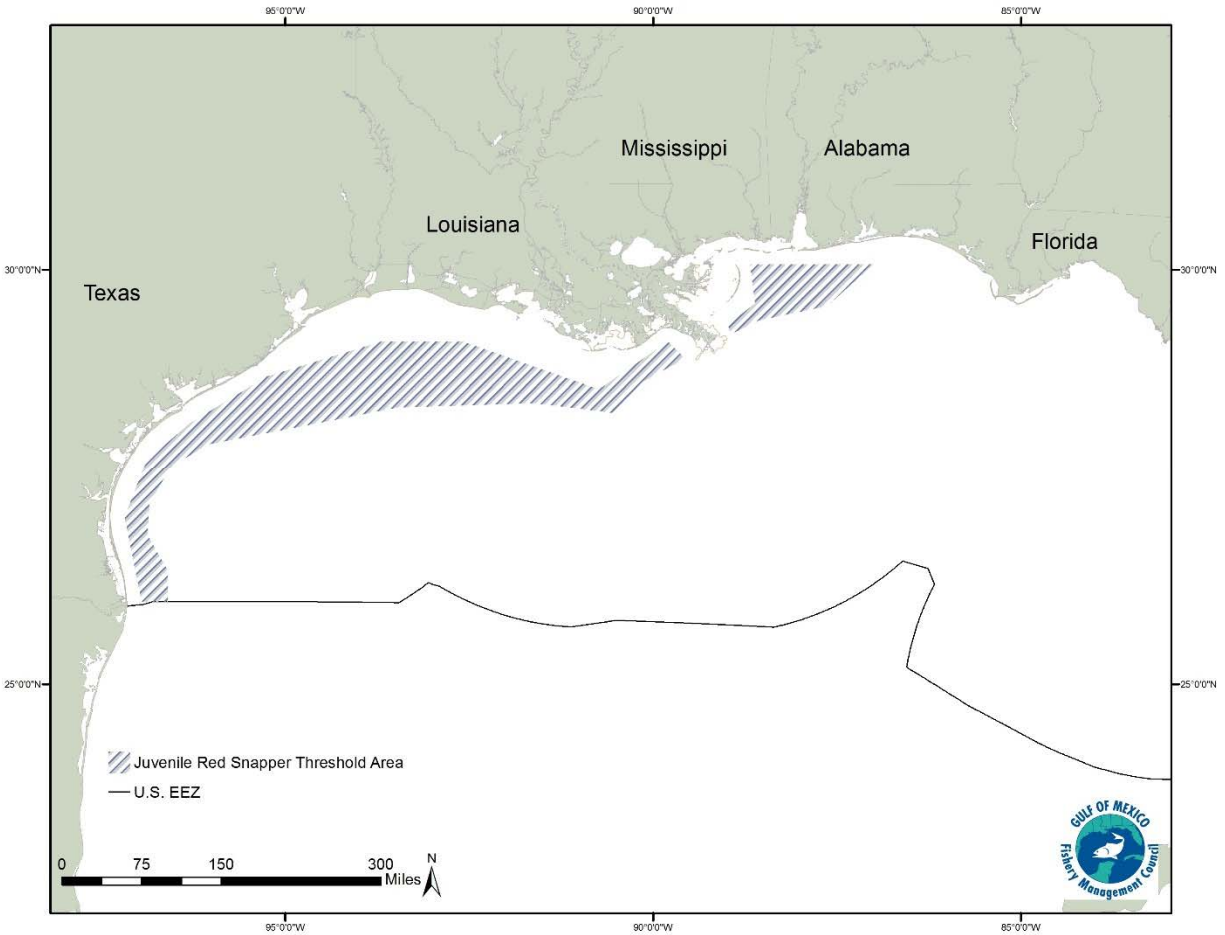 95°0'0"W 90°0'0"W 85°0'0"W
Mississippi Alabama
Louisiana
Florida
30°0'0"N 30°0'0"N
Texas
25°0'0"N 25°0'0"N
Juvenile Red Snapper Threshold Area
U.S. EEZ
GULF OF MEXICO
Fishery Management Council
0 75 150 300
Miles
N
95°0'0"W 90°0'0"W 85°0'0"W